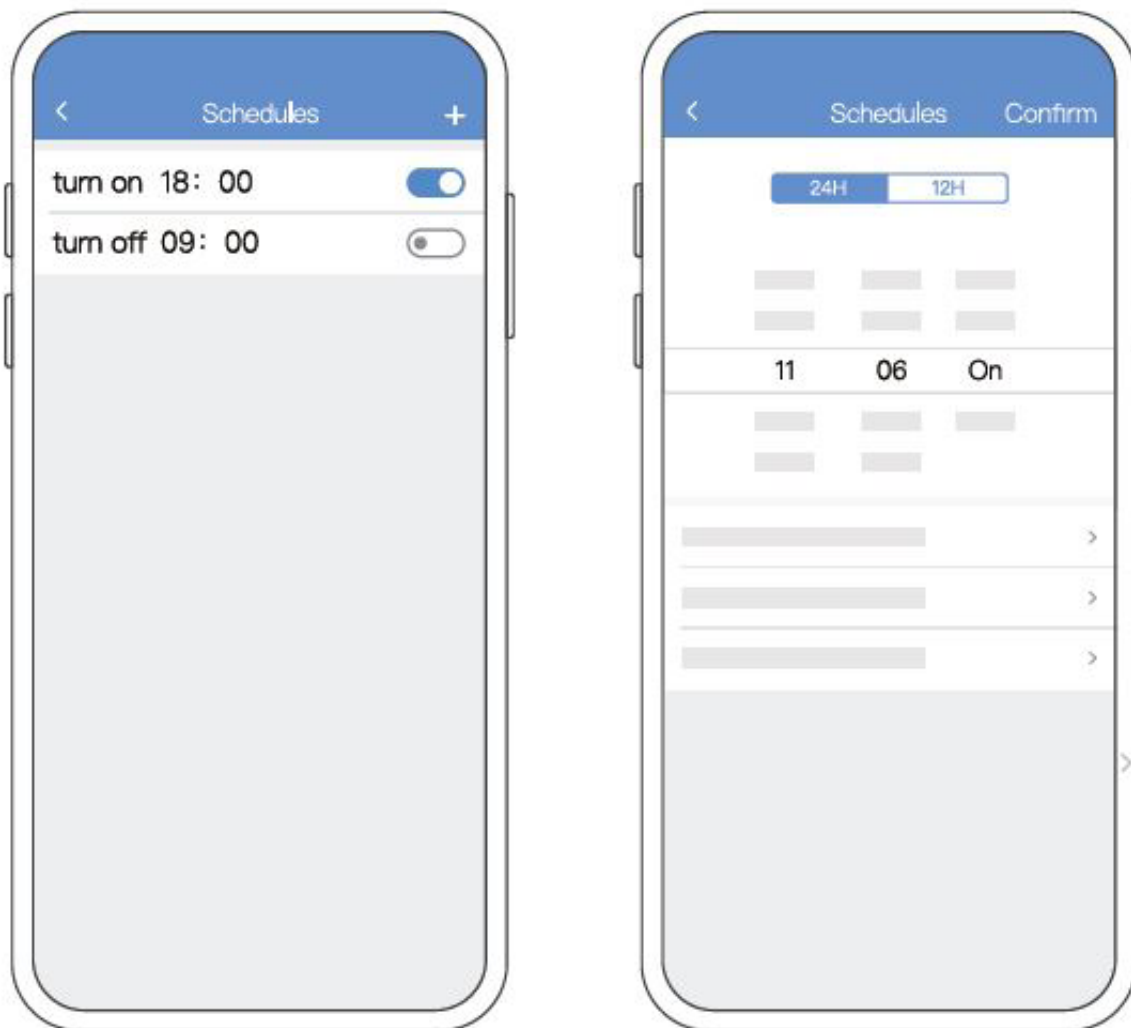 Schedules +
turn on 18: 00
turn off 09: 00
Schedules Confirm
24H 12H
11 06 On